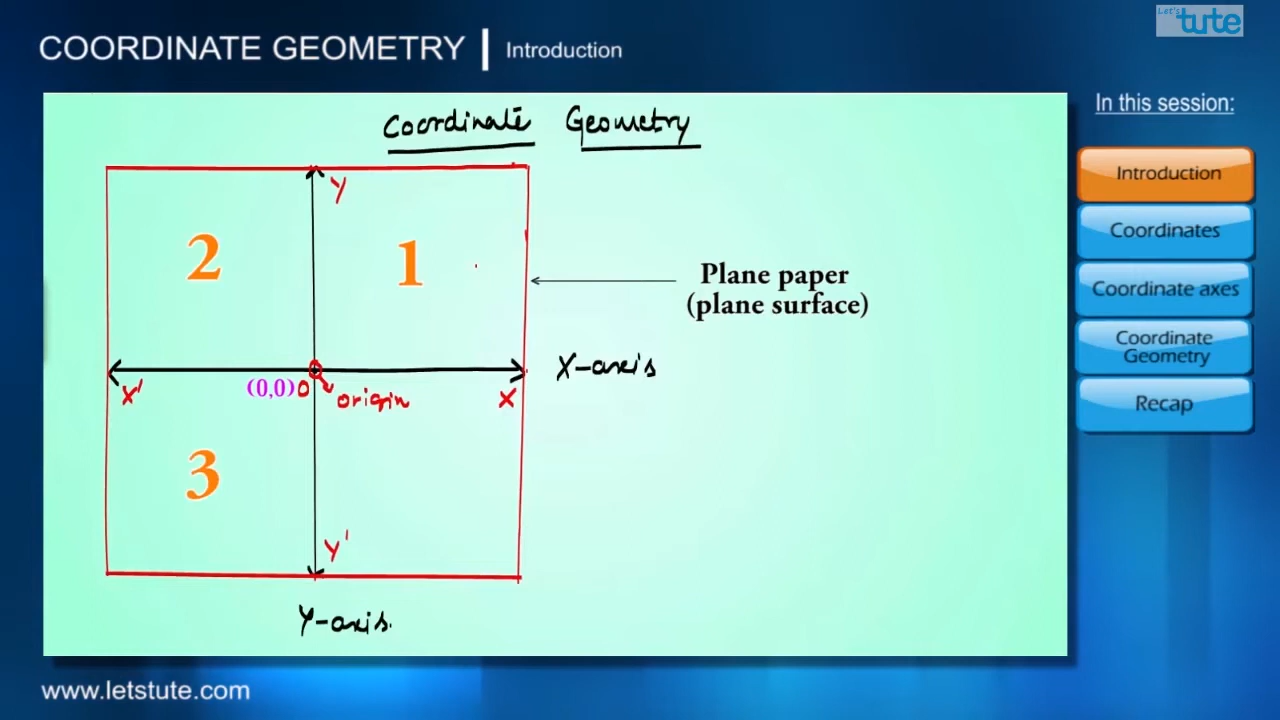 Let's
tute
COORDINATE GEOMETRY | Introduction
In this session:
Introduction
Coordinates
Coordinate axes
Coordinate
Geometry
Recap
Coordinate Geometry
Y
2
1
Plane paper
(plane surface)
X-axis
X'
(0,0) O
origin
X
3
Y'
Y-axis.
www.letstute.com